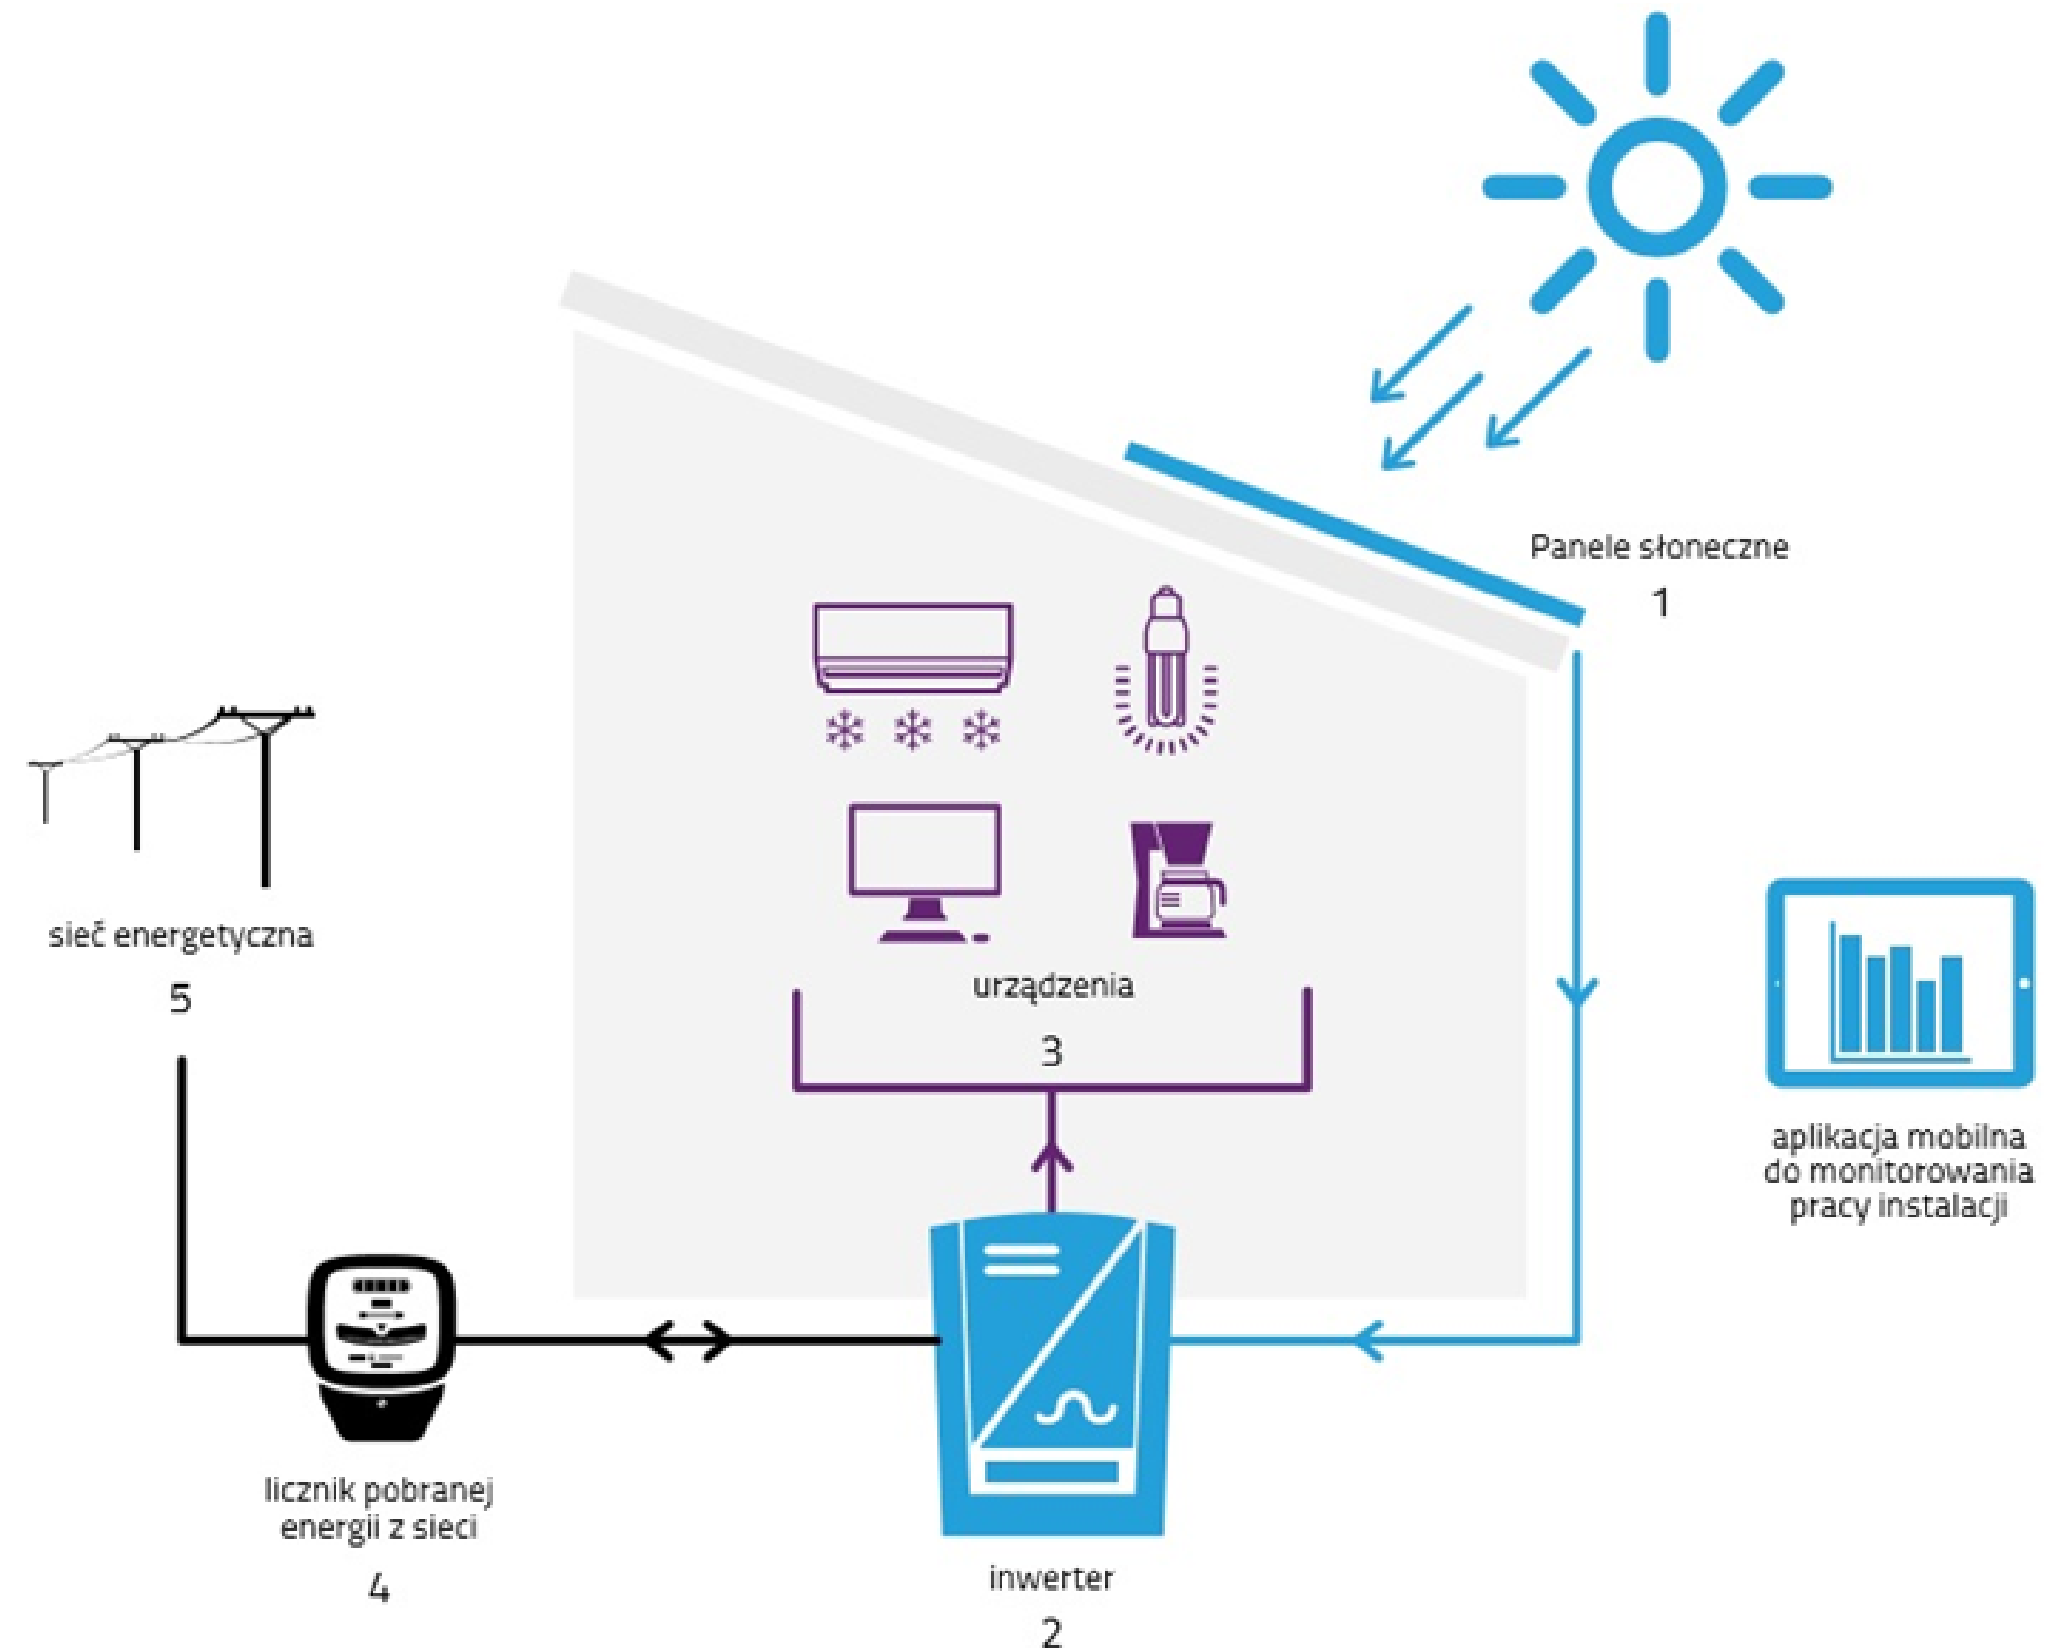 Panele słoneczne
1
sieć energetyczna
5
urządzenia
3
aplikacja mobilna
do monitorowania
pracy instalacji
licznik pobranej
energii z sieci
4
inwerter
2